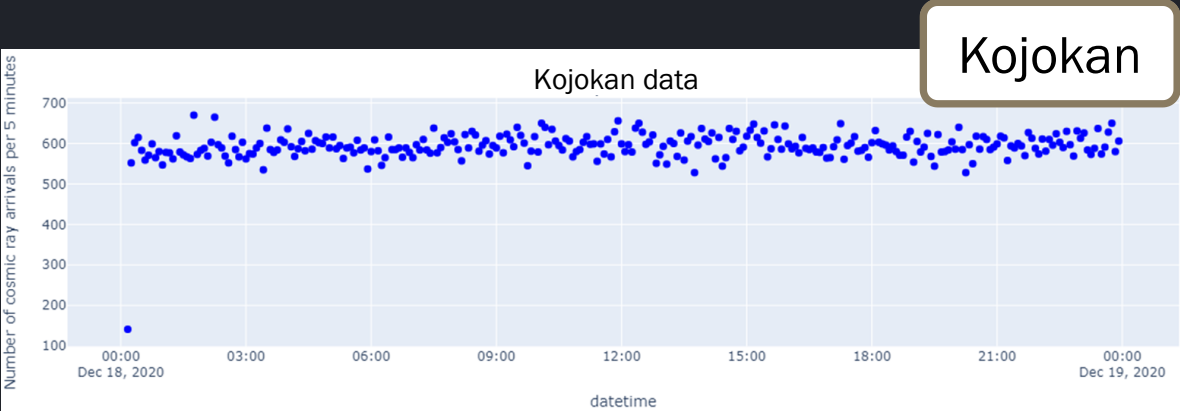 Kojokan
Kojokan data
Number of cosmic ray arrivals per 5 minutes
700
600
500
400
300
200
100
00:00 03:00 06:00 09:00 12:00 15:00 18:00 21:00 00:00
Dec 18, 2020 Dec 19, 2020
datetime